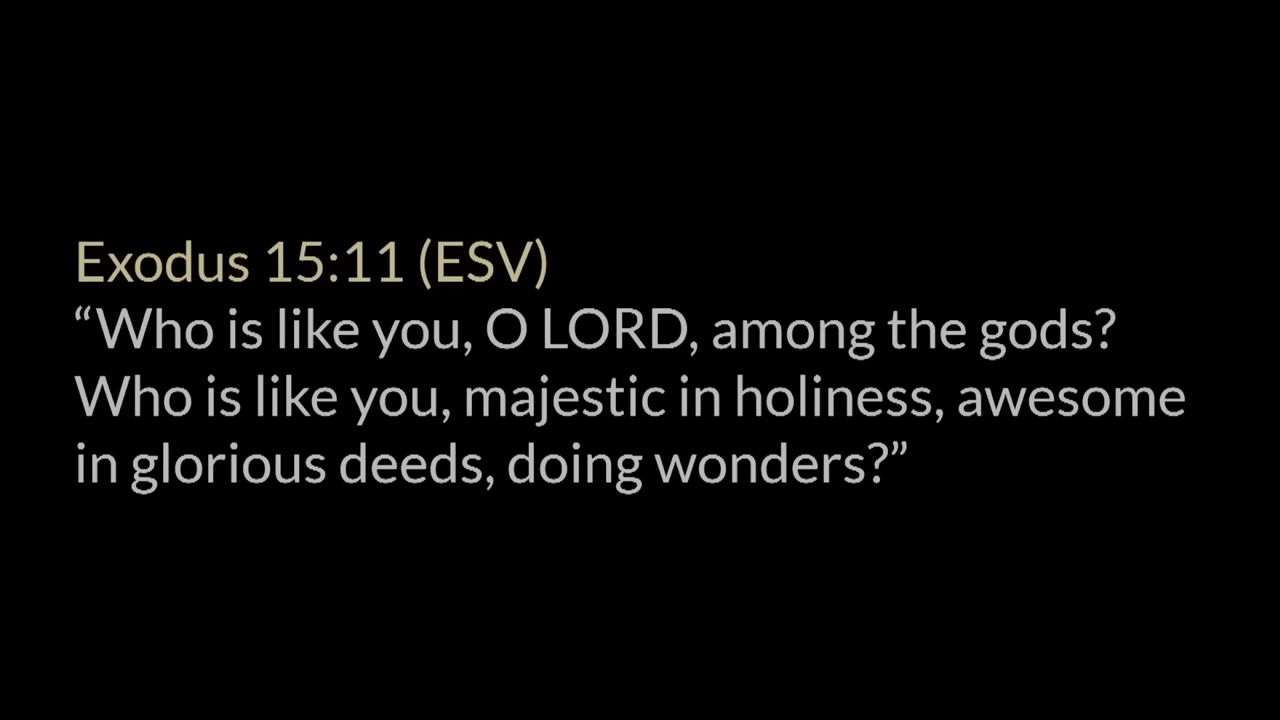 Exodus 15:11 (ESV)
“Who is like you, O LORD, among the gods?
Who is like you, majestic in holiness, awesome
in glorious deeds, doing wonders?”